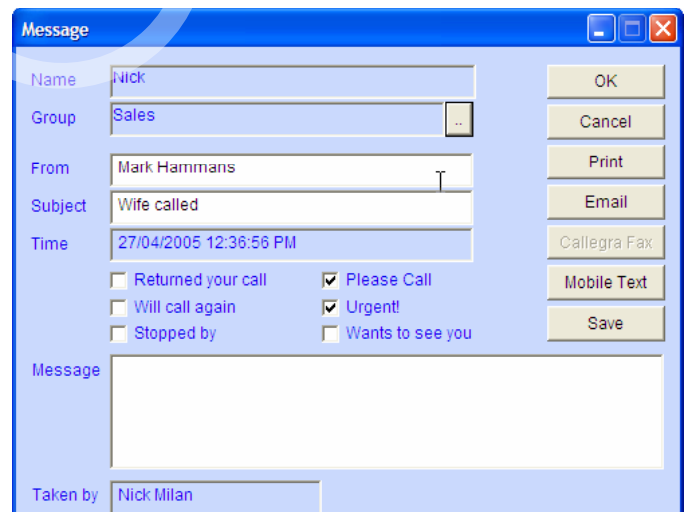 Message
Name Nick OK
Group Sales .. Cancel
From Mark Hammans Print
Subject Wife called Email
Time 27/04/2005 12:36:56 PM Callegra Fax
Returned your call Please Call Mobile Text
Will call again Urgent!
Stopped by Wants to see you Save
Message
Taken by Nick Milan